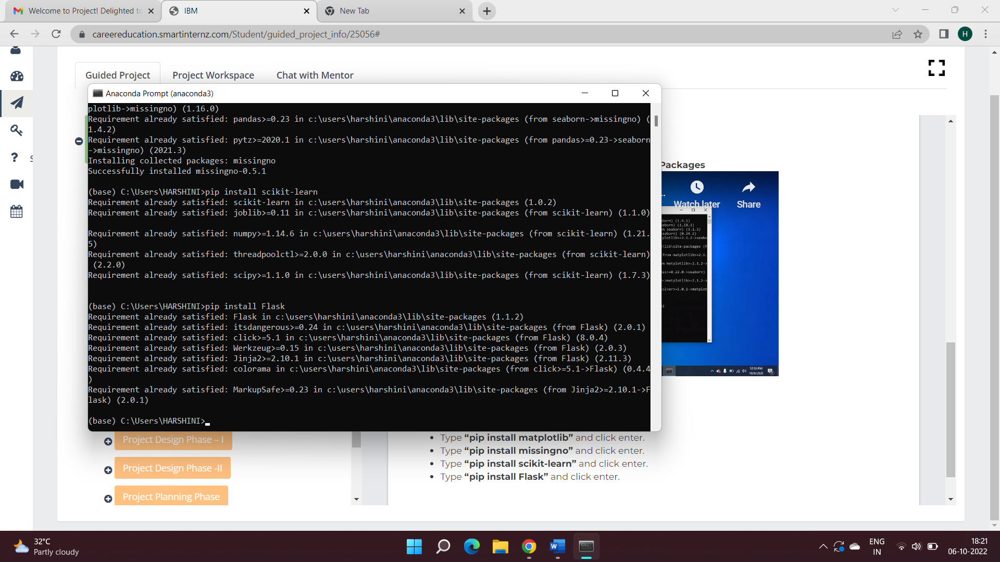 Welcome to Project! Delighted to
IBM
New Tab
careereducation.smartinternz.com/Student/guided_project_info/25056#
H
Guided Project
Project Workspace
Chat with Mentor
Anaconda Prompt (anaconda3)
plotlib->missingno) (1.16.0)
Requirement already satisfied: pandas>=0.23 in c:\users\harshini\anaconda3\lib\site-packages (from seaborn->missingno) (
1.4.2)
Requirement already satisfied: pytz>=2020.1 in c:\users\harshini\anaconda3\lib\site-packages (from pandas>=0.23->seaborn
->missingno) (2021.3)
Installing collected packages: missingno
Successfully installed missingno-0.5.1
(base) C:\Users\HARSHINI>pip install scikit-learn
Requirement already satisfied: scikit-learn in c:\users\harshini\anaconda3\lib\site-packages (1.0.2)
Requirement already satisfied: joblib>=0.11 in c:\users\harshini\anaconda3\lib\site-packages (from scikit-learn) (1.1.0)
Requirement already satisfied: numpy>=1.14.6 in c:\users\harshini\anaconda3\lib\site-packages (from scikit-learn) (1.21.
5)
Requirement already satisfied: threadpoolctl>=2.0.0 in c:\users\harshini\anaconda3\lib\site-packages (from scikit-learn)
(2.2.0)
Requirement already satisfied: scipy>=1.1.0 in c:\users\harshini\anaconda3\lib\site-packages (from scikit-learn) (1.7.3)
(base) C:\Users\HARSHINI>pip install Flask
Requirement already satisfied: Flask in c:\users\harshini\anaconda3\lib\site-packages (1.1.2)
Requirement already satisfied: itsdangerous>=0.24 in c:\users\harshini\anaconda3\lib\site-packages (from Flask) (2.0.1)
Requirement already satisfied: click>=5.1 in c:\users\harshini\anaconda3\lib\site-packages (from Flask) (8.0.4)
Requirement already satisfied: Werkzeug>=0.15 in c:\users\harshini\anaconda3\lib\site-packages (from Flask) (2.0.3)
Requirement already satisfied: Jinja2>=2.10.1 in c:\users\harshini\anaconda3\lib\site-packages (from Flask) (2.11.3)
Requirement already satisfied: colorama in c:\users\harshini\anaconda3\lib\site-packages (from click>=5.1->Flask) (0.4.4
)
Requirement already satisfied: MarkupSafe>=0.23 in c:\users\harshini\anaconda3\lib\site-packages (from Jinja2>=2.10.1->F
lask) (2.0.1)
(base) C:\Users\HARSHINI>
Packages
Watch later
Share
12:55 PM
10/6/2020
Project Design Phase – I
Project Design Phase -II
Project Planning Phase
• Type “pip install matplotlib” and click enter.
• Type “pip install missingno” and click enter.
• Type “pip install scikit-learn” and click enter.
• Type “pip install Flask” and click enter.
32°C
Partly cloudy
ENG
IN
18:21
06-10-2022